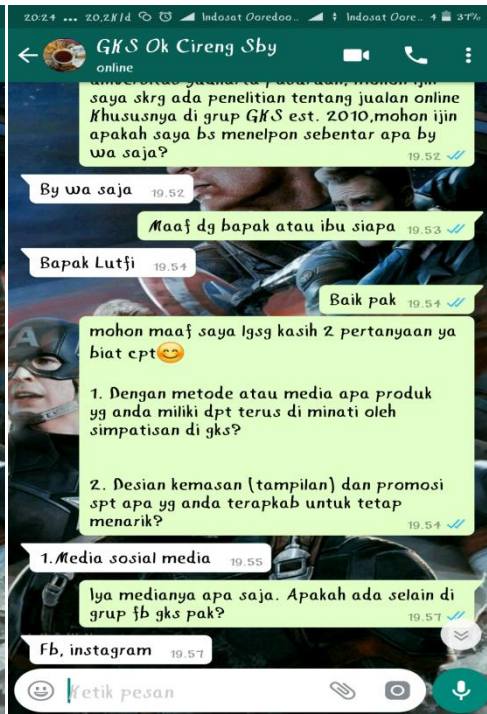 20:24 ... 20,2K/d Indosat Ooredoo.. Indosat Oore.. 4 37%
GKS Ok Cireng Sby
online
saya skrg ada penelitian tentang jualan online
Khususnya di grup GKS est. 2010,mohon ijin
apakah saya bs menelpon sebentar apa by
wa saja?
19.52
By wa saja 19.52
Maaf dg bapak atau ibu siapa 19.53
Bapak Lutfi 19.54
Baik pak 19.54
mohon maaf saya lgsg kasih 2 pertanyaan ya
biat cpt😊
1. Dengan metode atau media apa produk
yg anda miliki dpt terus di minati oleh
simpatisan di gks?
2. Desian kemasan (tampilan) dan promosi
spt apa yg anda terapkab untuk tetap
menarik?
19.54
1.Media sosial media 19.55
Iya medianya apa saja. Apakah ada selain di
grup fb gks pak?
19.57
Fb, instagram 19.57
Ketik pesan